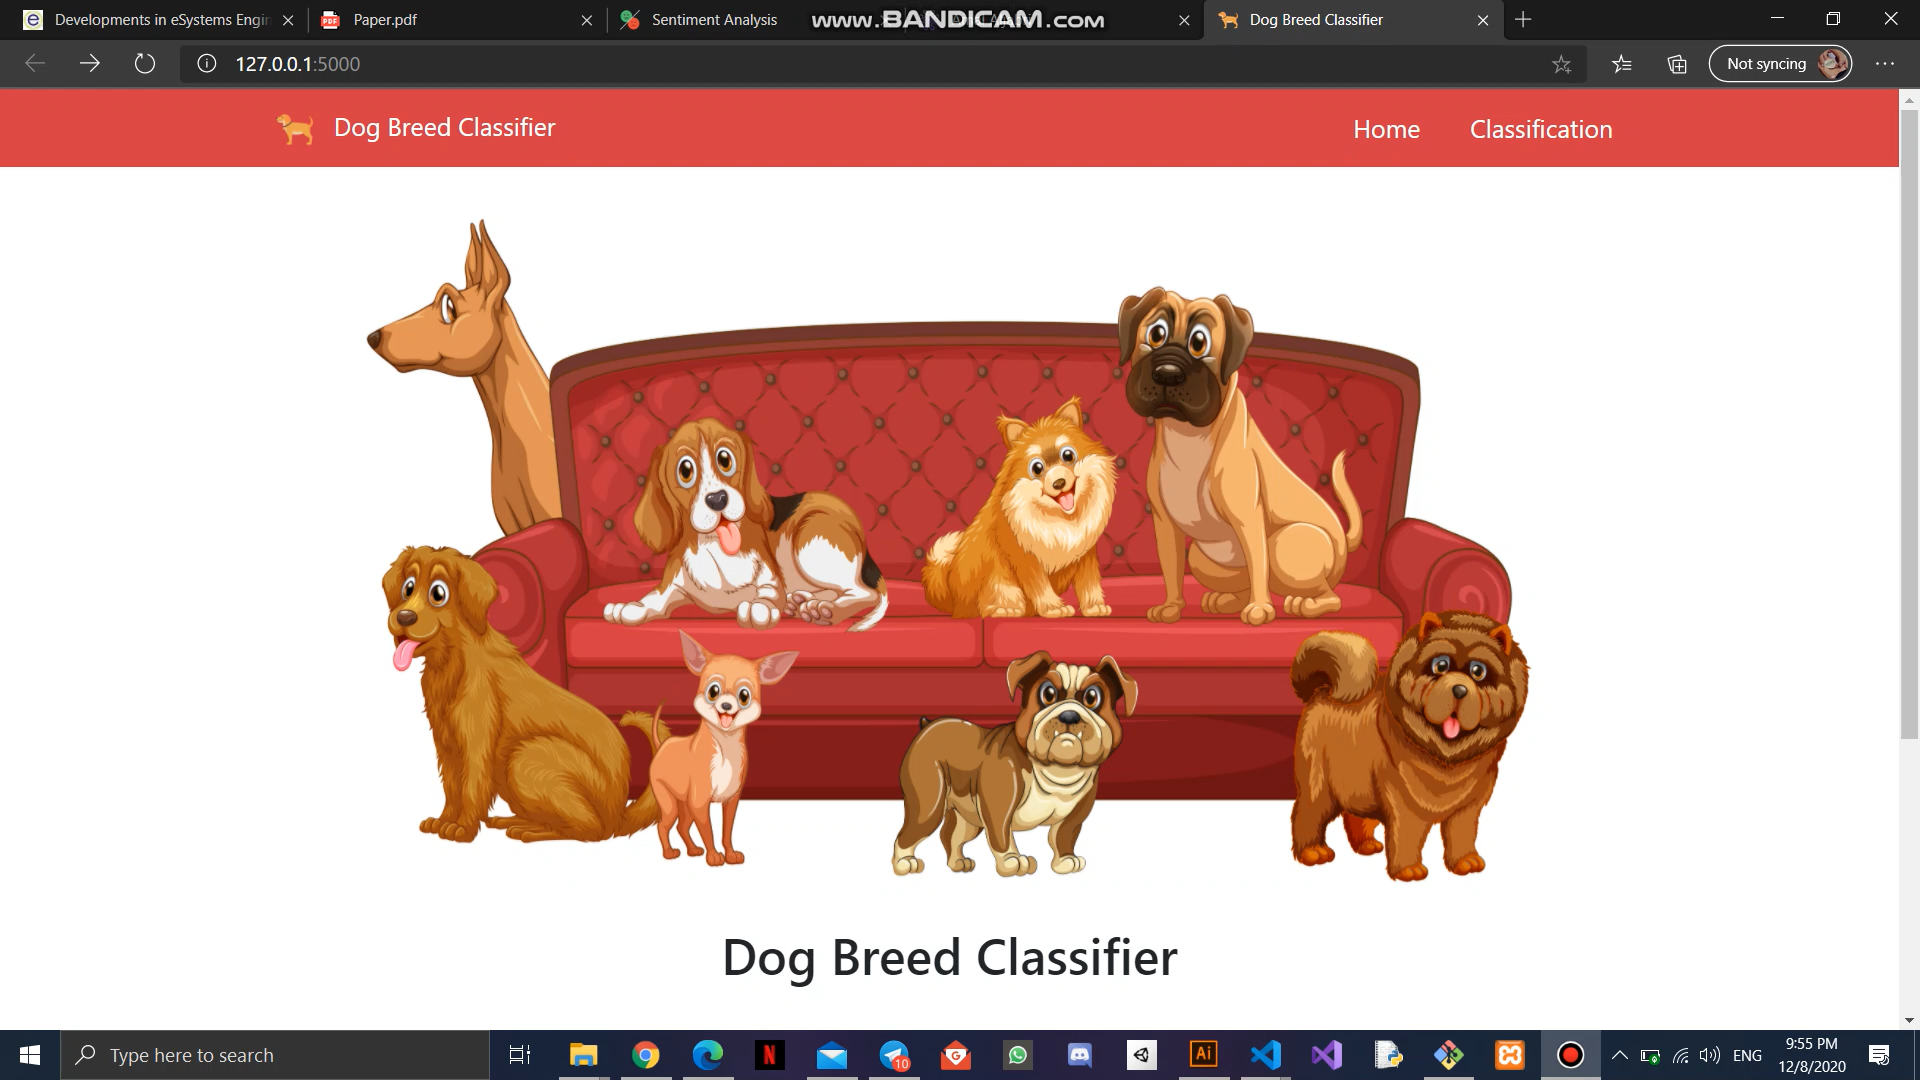 Developments in eSystems Engin
Paper.pdf
Sentiment Analysis
www.BANDICAM.com
Dog Breed Classifier
127.0.0.1:5000
Not syncing
Dog Breed Classifier
Home
Classification
Dog Breed Classifier
Type here to search
10
Ai
ENG
9:55 PM
12/8/2020